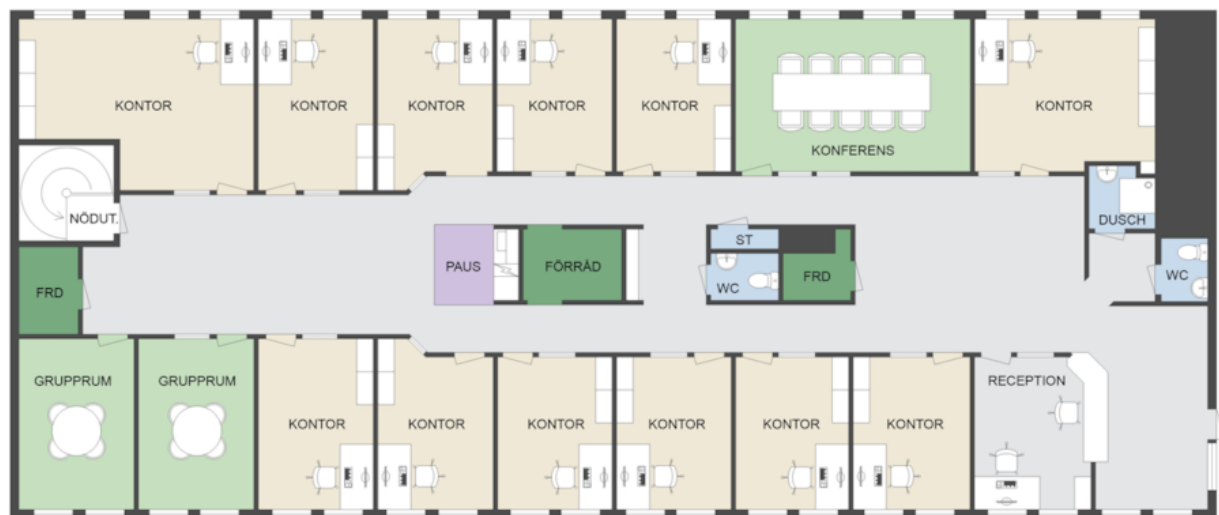 KONTOR
KONTOR
KONTOR
KONTOR
KONTOR
KONFERENS
KONTOR
NÖDUT.
DUSCH
ST
PAUS
FÖRRÅD
FRD
WC
FRD
WC
GRUPPRUM
GRUPPRUM
KONTOR
KONTOR
KONTOR
KONTOR
KONTOR
KONTOR
RECEPTION